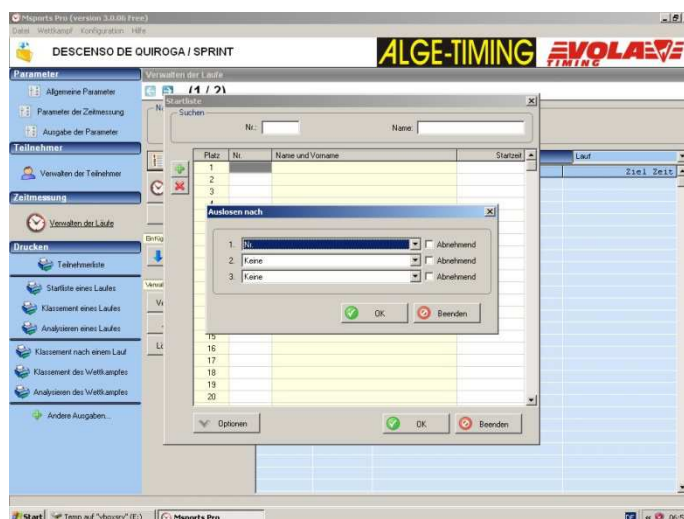 Msports Pro (version 3.0.06 Free)
Datei Wettkampf Konfiguration Hilfe
DESCENSO DE QUIROGA / SPRINT
ALGE-TIMING
VOLA
TIMING
Parameter
Allgemeine Parameter
Parameter der Zeitmessung
Ausgabe der Parameter
Teilnehmer
Verwalten der Teilnehmer
Zeitmessung
Verwalten der Läufe
Drucken
Teilnehmerliste
Startliste eines Laufes
Klassement eines Laufes
Analysieren eines Laufes
Klassement nach einem Lauf
Klassement des Wettkampfes
Analysieren des Wettkampfes
Andere Ausgaben...
Verwalten der Läufe
(1 / 2)
Startliste
Suchen
Nr.:
Name:
Platz Nr. Name und Vorname Startzeit
1
2
3
Auslosen nach
1. Nr. Abnehmend
2. Keine Abnehmend
3. Keine Abnehmend
OK Beenden
15
16
17
18
19
20
Optionen OK Beenden
Lauf
Ziel Zeit
Start
Temp auf "vboxsrv" (E:)
Msports Pro
DE